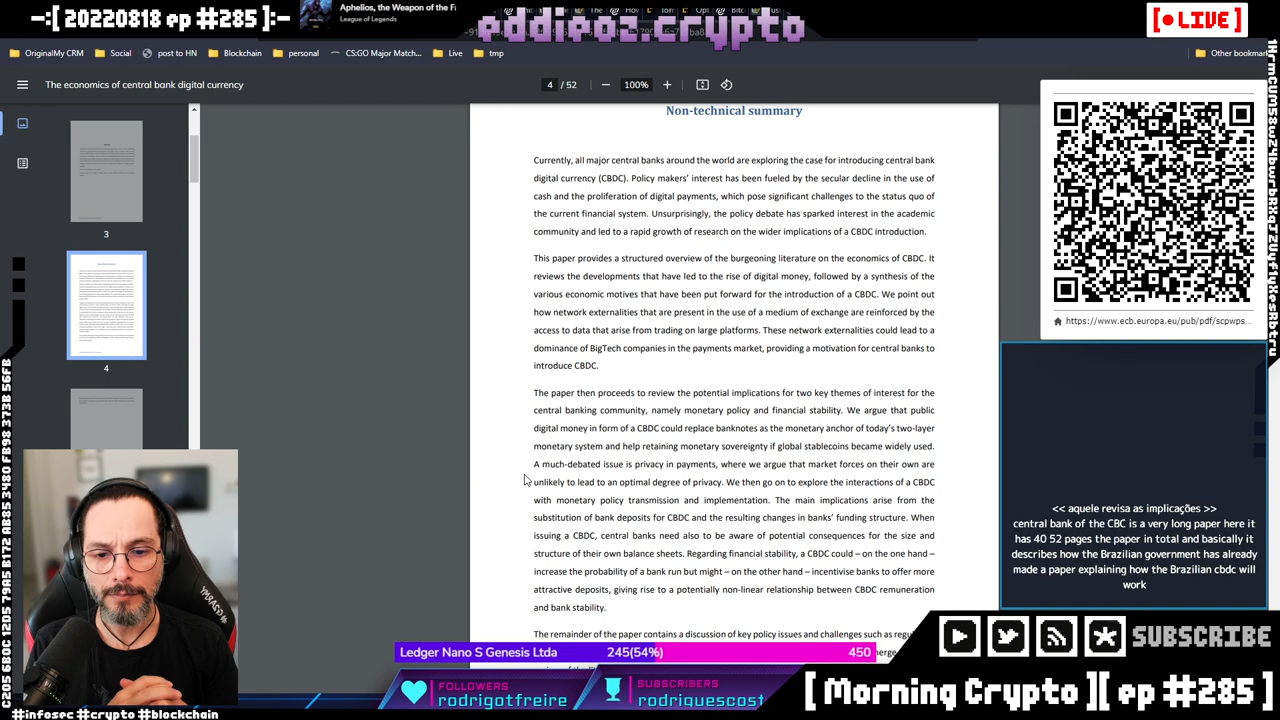 -:[ 20220818 ep #285 ]:-
Aphelios, the Weapon of the F
League of Legends
eddieoz.crypto
[ ● LIVE ]
OriginalMy CRM
Social
post to HN
Blockchain
personal
CS:GO Major Match...
Live
tmp
Other bookmar
The economics of central bank digital currency
4 / 52
100%
3
4
Non-technical summary
Currently, all major central banks around the world are exploring the case for introducing central bank
digital currency (CBDC). Policy makers' interest has been fueled by the secular decline in the use of
cash and the proliferation of digital payments, which pose significant challenges to the status quo of
the current financial system. Unsurprisingly, the policy debate has sparked interest in the academic
community and led to a rapid growth of research on the wider implications of a CBDC introduction.
This paper provides a structured overview of the burgeoning literature on the economics of CBDC. It
reviews the developments that have led to the rise of digital money, followed by a synthesis of the
various economic motives that have been put forward for the introduction of a CBDC. We point out
how network externalities that are present in the use of a medium of exchange are reinforced by the
access to data that arise from trading on large platforms. These network externalities could lead to a
dominance of BigTech companies in the payments market, providing a motivation for central banks to
introduce CBDC.
The paper then proceeds to review the potential implications for two key themes of interest for the
central banking community, namely monetary policy and financial stability. We argue that public
digital money in form of a CBDC could replace banknotes as the monetary anchor of today's two-layer
monetary system and help retaining monetary sovereignty if global stablecoins became widely used.
A much-debated issue is privacy in payments, where we argue that market forces on their own are
unlikely to lead to an optimal degree of privacy. We then go on to explore the interactions of a CBDC
with monetary policy transmission and implementation. The main implications arise from the
substitution of bank deposits for CBDC and the resulting changes in banks' funding structure. When
issuing a CBDC, central banks need also to be aware of potential consequences for the size and
structure of their own balance sheets. Regarding financial stability, a CBDC could – on the one hand –
increase the probability of a bank run but might – on the other hand – incentivise banks to offer more
attractive deposits, giving rise to a potentially non-linear relationship between CBDC remuneration
and bank stability.
The remainder of the paper contains a discussion of key policy issues and challenges such as regu
https://www.ecb.europa.eu/pub/pdf/scpwps...
<< aquele revisa as implicações >>
central bank of the CBC is a very long paper here it
has 40 52 pages the paper in total and basically it
describes how the Brazilian government has already
made a paper explaining how the Brazilian cbdc will
work
SUBSCRIBE
Ledger Nano S Genesis Ltda
245(54%)
450
FOLLOWERS
rodrigotfreire
SUBSCRIBERS
rodriguescost
[ Morning Crypto ][ ep #285 ]
#crypto #blockchain